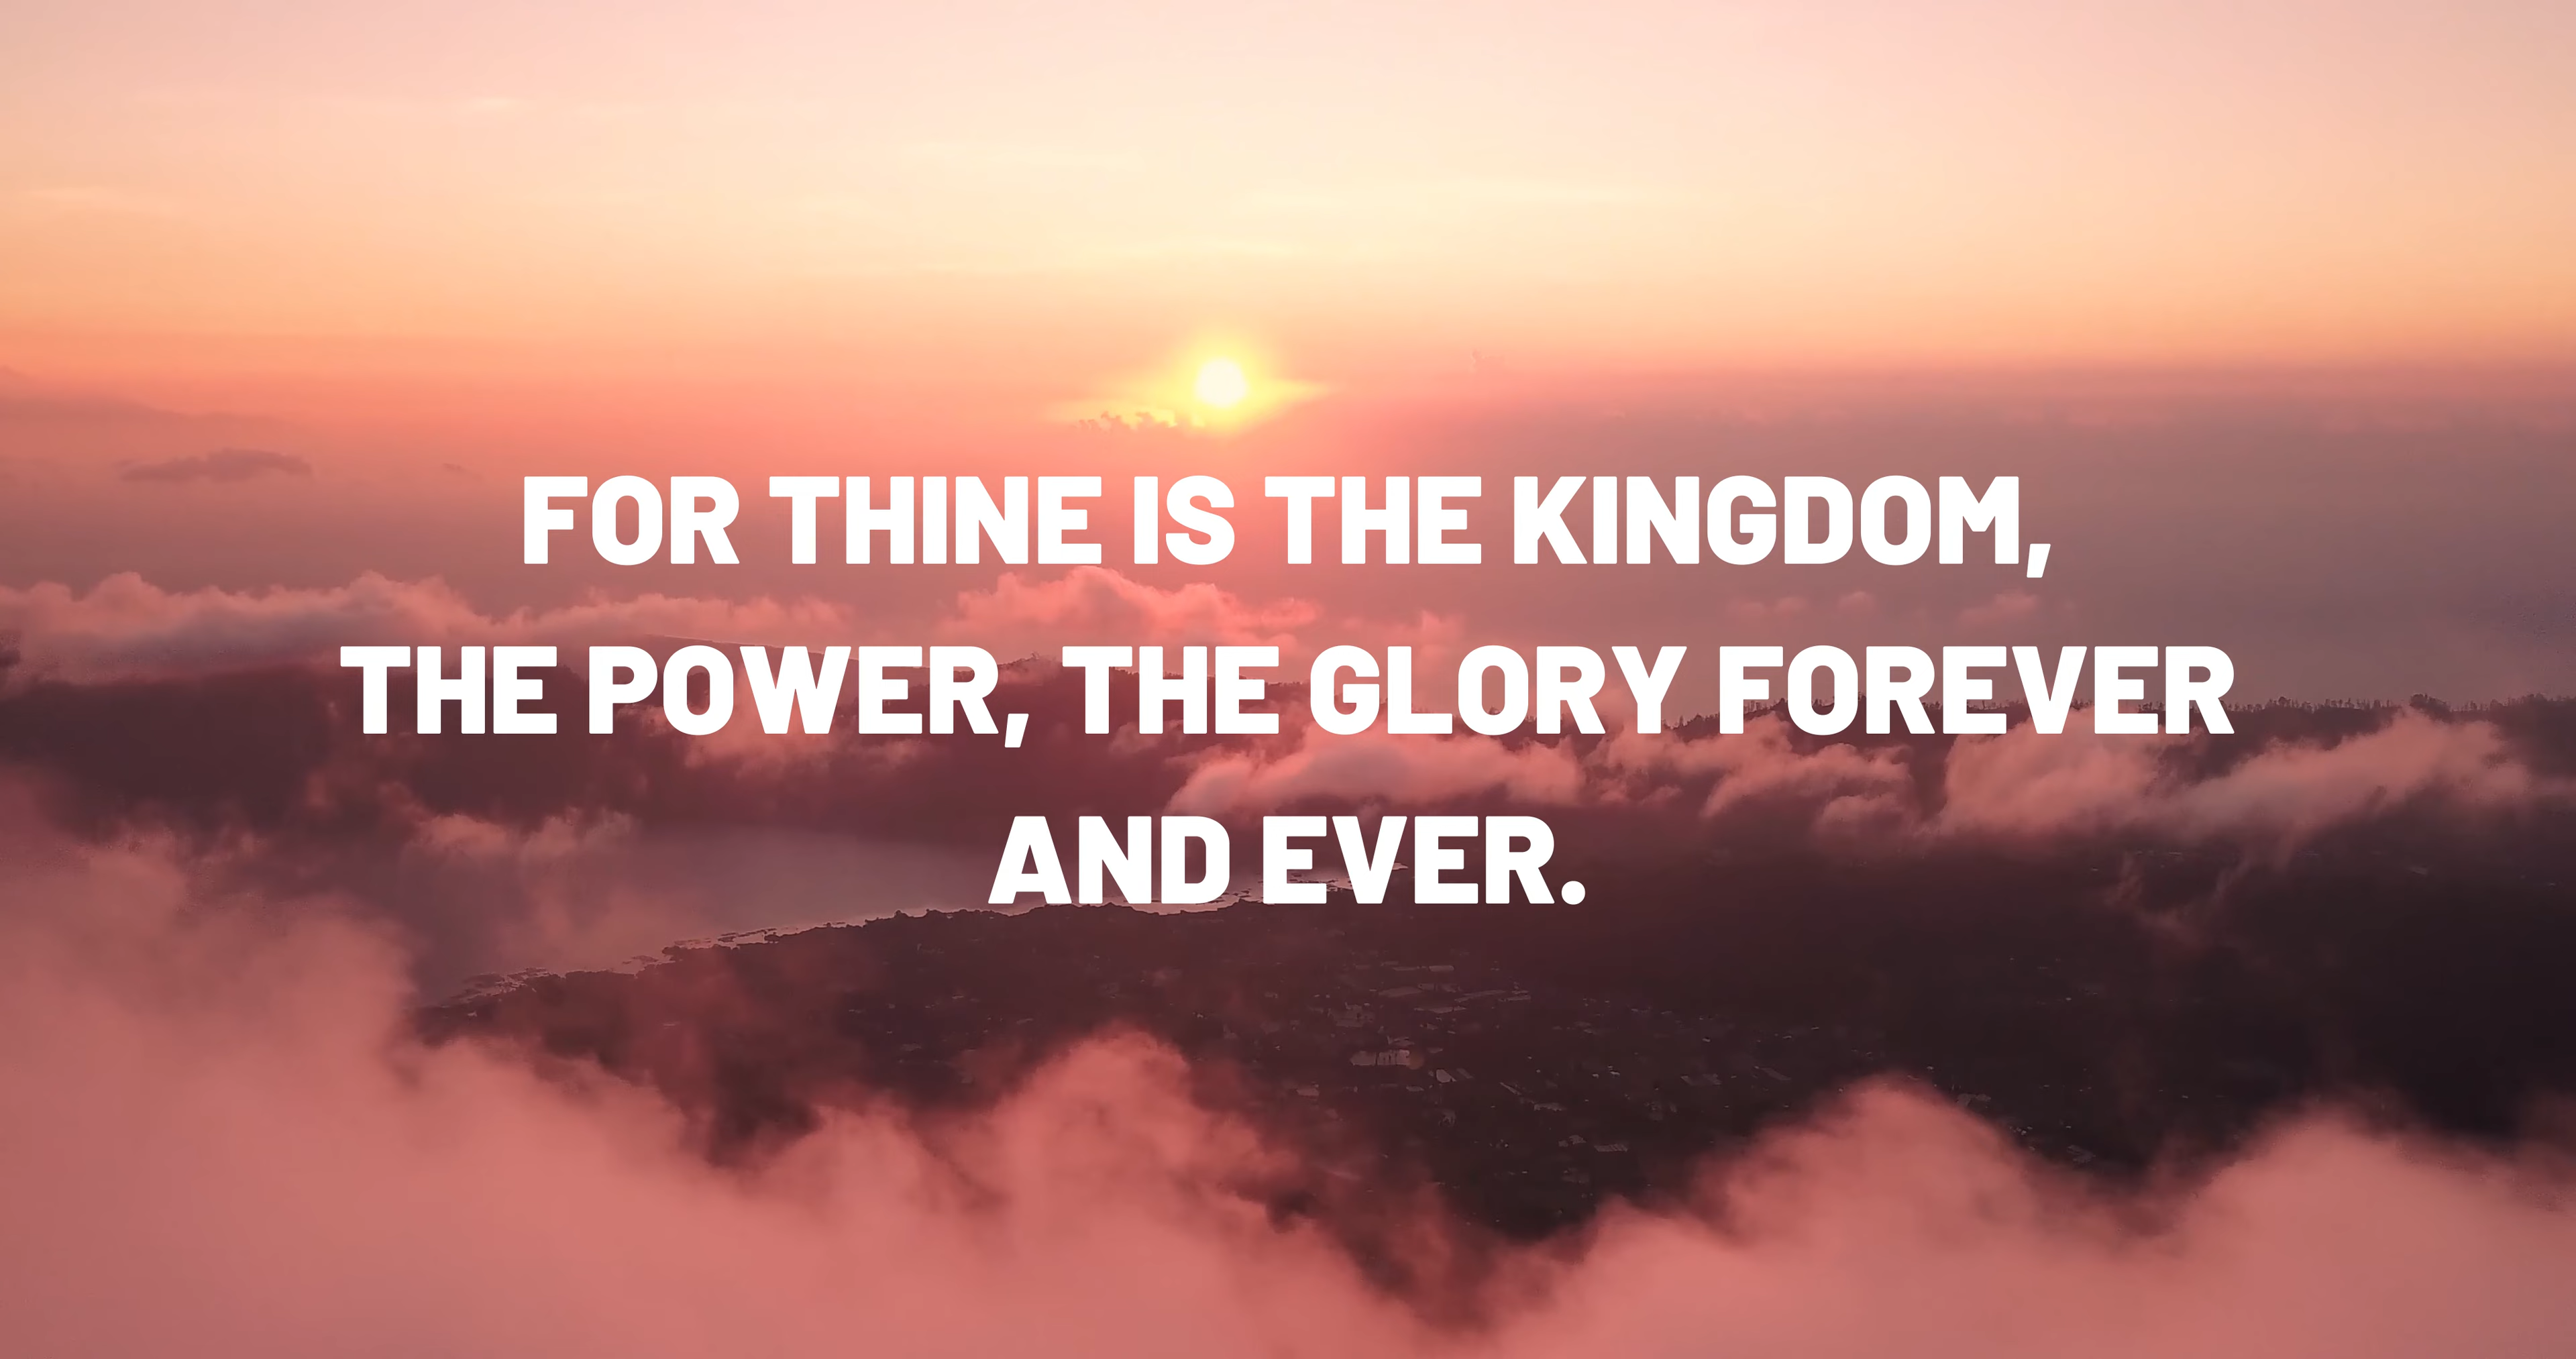 FOR THINE IS THE KINGDOM,
THE POWER, THE GLORY FOREVER
AND EVER.